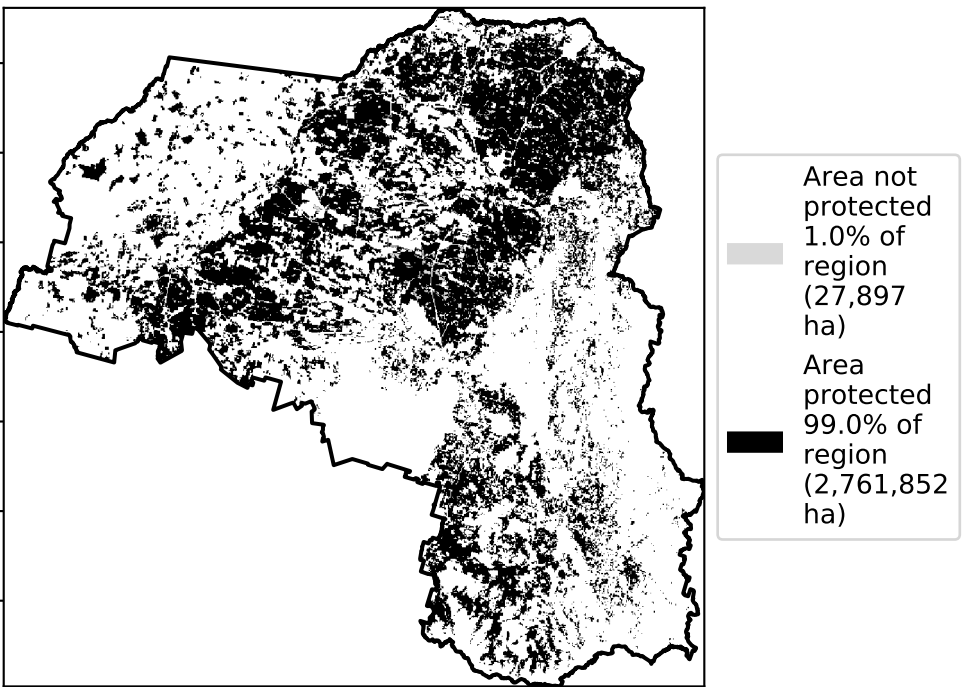 Area not
protected
1.0% of
region
(27,897
ha)
Area
protected
99.0% of
region
(2,761,852
ha)